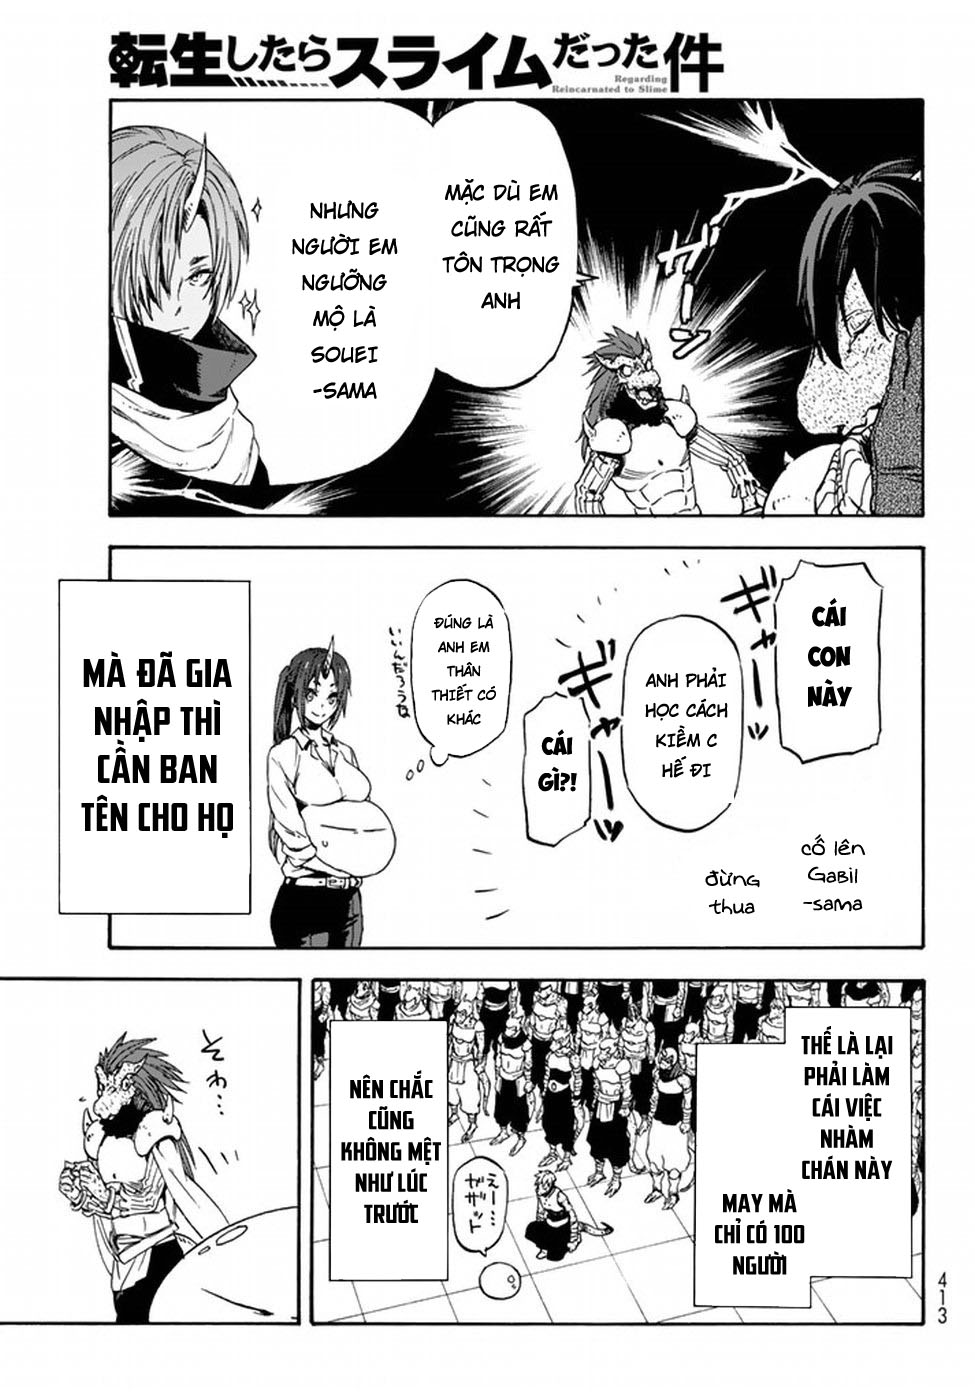 転生したらスライムだった件
Regarding
Reincarnated to Slime
MẶC DÙ EM
CŨNG RẤT
TÔN TRỌNG
ANH
NHƯNG
NGƯỜI EM
NGƯỠNG
MỘ LÀ
SOUEI
-SAMA
グヌッ
CÁI
CON
NÀY
ANH PHẢI
HỌC CÁCH
KIỀM C
HẾ ĐI
CÁI
GÌ?!
ギャーッ
ギャーッ
cố lên
Gabil
-sama
đừng
thua
ĐÚNG LÀ
ANH EM
THÂN
THIẾT CÓ
KHÁC
いいんだろうな
MÀ ĐÃ GIA
NHẬP THÌ
CẦN BAN
TÊN CHO HỌ
THẾ LÀ LẠI
PHẢI LÀM
CÁI VIỆC
NHÀM
CHÁN NÀY
MAY MÀ
CHỈ CÓ 100
NGƯỜI
えー…
ガザット
NÊN CHẮC
CŨNG
KHÔNG MỆT
NHƯ LÚC
TRƯỚC
そわ…
413